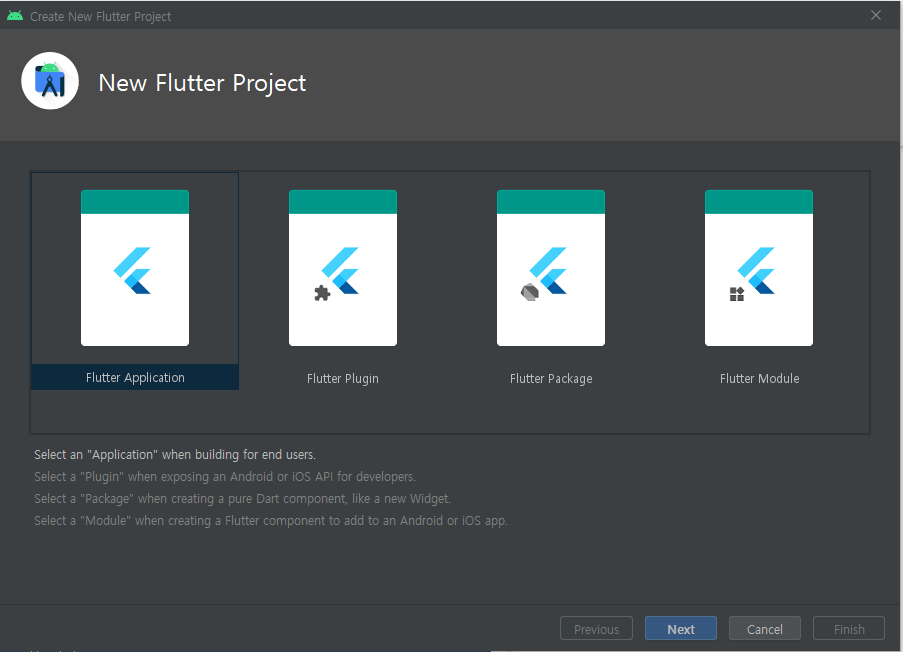 Create New Flutter Project
New Flutter Project
Flutter Application
Flutter Plugin
Flutter Package
Flutter Module
Select an "Application" when building for end users.
Select a "Plugin" when exposing an Android or iOS API for developers.
Select a "Package" when creating a pure Dart component, like a new Widget.
Select a "Module" when creating a Flutter component to add to an Android or iOS app.
Previous
Next
Cancel
Finish